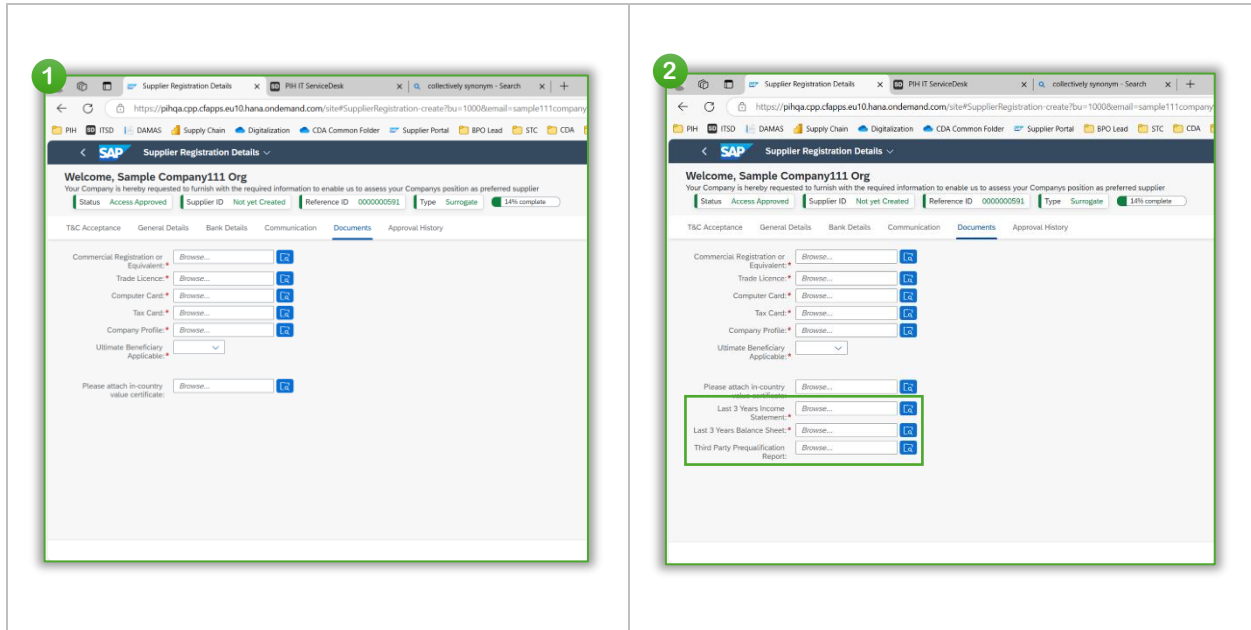 1
Supplier Registration Details
PIH IT ServiceDesk
collectively synonym - Search
https://pihqa.cpp.cfapps.eu10.hana.ondemand.com/site#SupplierRegistration-create?bu=1000&email=sample111company
PIH SD ITSD DAMAS Supply Chain Digitalization CDA Common Folder Supplier Portal BPO Lead STC CDA
SAP Supplier Registration Details
Welcome, Sample Company111 Org
Your Company is hereby requested to furnish with the required information to enable us to assess your Companys position as preferred supplier
Status Access Approved Supplier ID Not yet Created Reference ID 0000000591 Type Surrogate 14% complete
T&C Acceptance General Details Bank Details Communication Documents Approval History
Commercial Registration or Browse...
Equivalent:*
Trade Licence:* Browse...
Computer Card:* Browse...
Tax Card:* Browse...
Company Profile:* Browse...
Ultimate Beneficiary
Applicable:*
Please attach in-country Browse...
value certificate:
2
Supplier Registration Details
PIH IT ServiceDesk
collectively synonym - Search
https://pihqa.cpp.cfapps.eu10.hana.ondemand.com/site#SupplierRegistration-create?bu=1000&email=sample111company
PIH SD ITSD DAMAS Supply Chain Digitalization CDA Common Folder Supplier Portal BPO Lead STC CDA
SAP Supplier Registration Details
Welcome, Sample Company111 Org
Your Company is hereby requested to furnish with the required information to enable us to assess your Companys position as preferred supplier
Status Access Approved Supplier ID Not yet Created Reference ID 0000000591 Type Surrogate 14% complete
T&C Acceptance General Details Bank Details Communication Documents Approval History
Commercial Registration or Browse...
Equivalent:*
Trade Licence:* Browse...
Computer Card:* Browse...
Tax Card:* Browse...
Company Profile:* Browse...
Ultimate Beneficiary
Applicable:*
Please attach in-country Browse...
value certificate:
Last 3 Years Income Browse...
Statement:*
Last 3 Years Balance Sheet:* Browse...
Third Party Prequalification Browse...
Report: